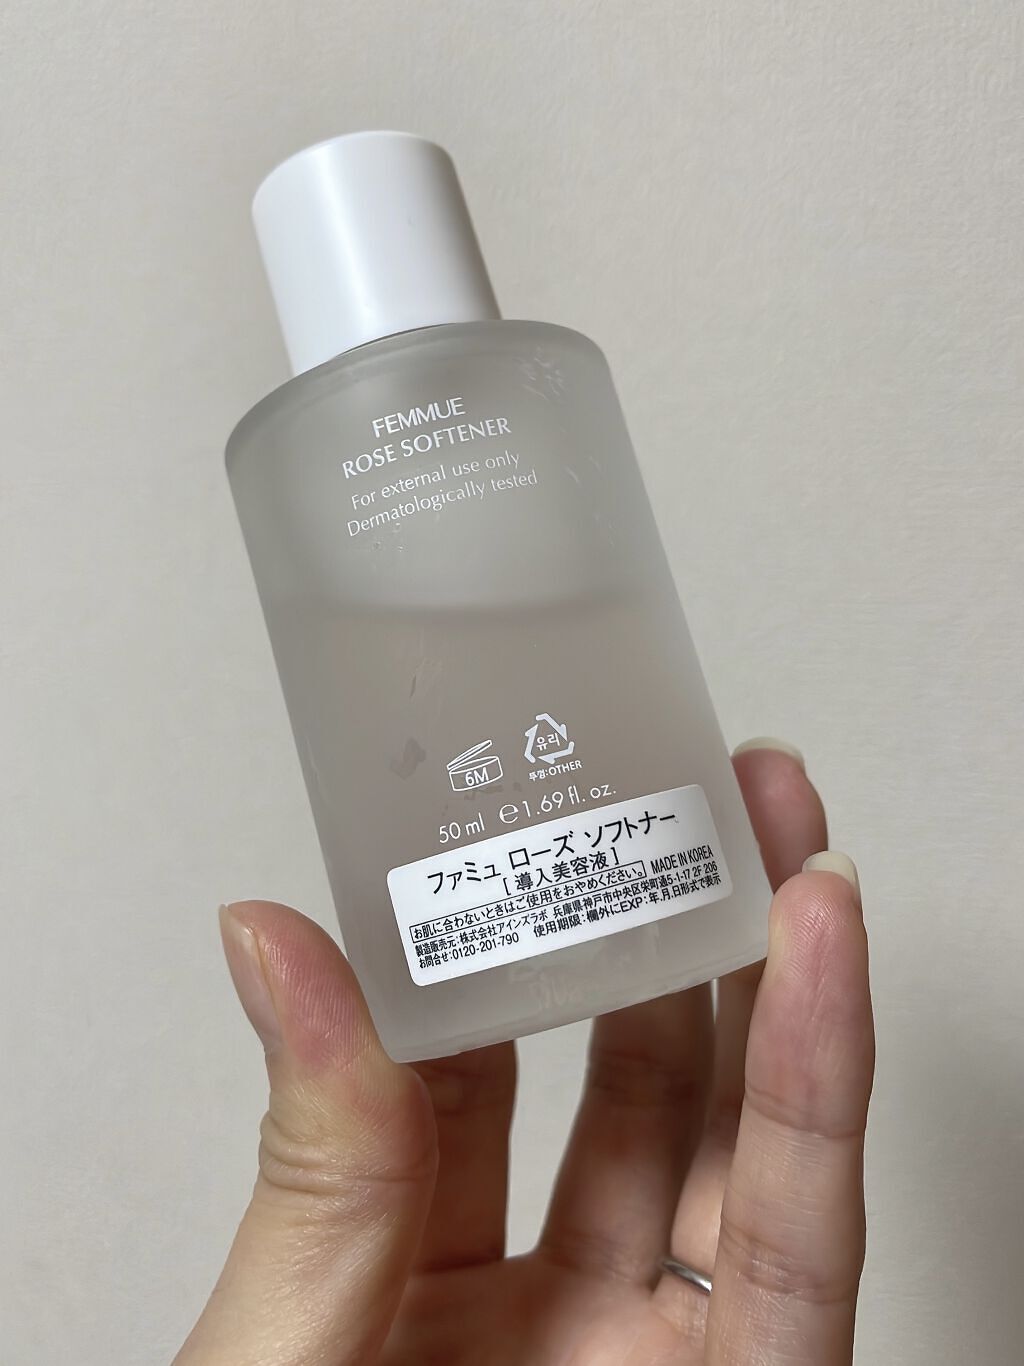 FEMMUE
ROSE SOFTENER
For external use only
Dermatologically tested
6M
유리
뚜껑:OTHER
50 ml ℮1.69 fl. oz.
ファミュ ローズ ソフトナー
[ 導入美容液 ]
お肌に合わないときはご使用をおやめください。 MADE IN KOREA
製造販売元:株式会社アインズラボ 兵庫県神戸市中央区栄町通5-1-17 2F 206
お問合せ:0120-201-790 使用期限:欄外にEXP:年.月.日形式で表示